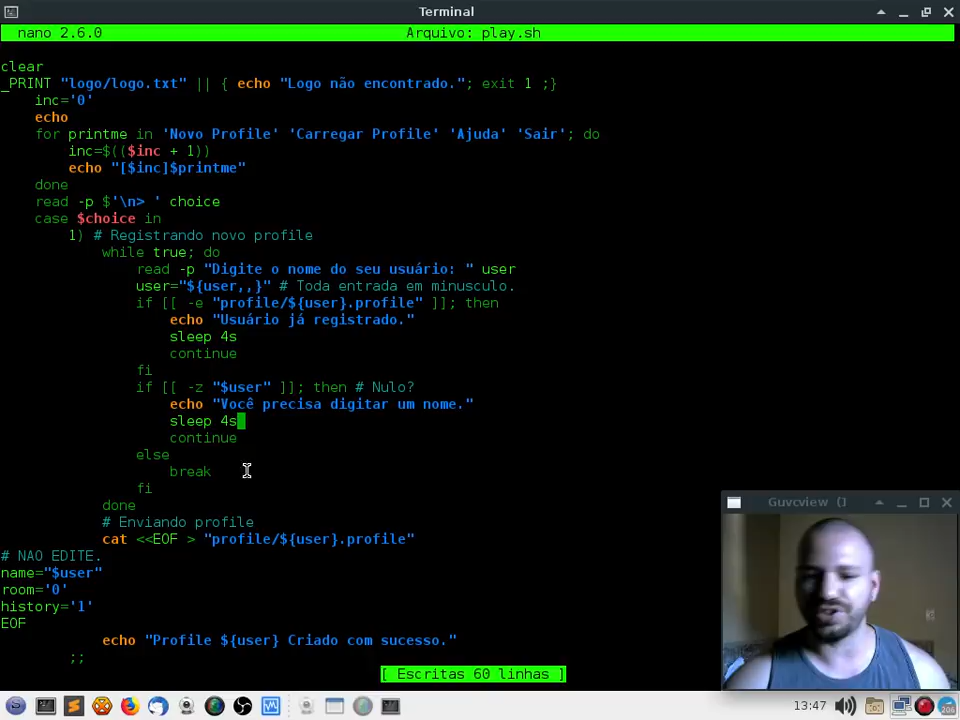 Terminal
nano 2.6.0 Arquivo: play.sh
clear
_PRINT "logo/logo.txt" || { echo "Logo não encontrado."; exit 1 ;}
inc='0'
echo
for printme in 'Novo Profile' 'Carregar Profile' 'Ajuda' 'Sair'; do
inc=$(($inc + 1))
echo "[$inc]$printme"
done
read -p $'\n> ' choice
case $choice in
1) # Registrando novo profile
while true; do
read -p "Digite o nome do seu usuário: " user
user="${user,,}" # Toda entrada em minusculo.
if [[ -e "profile/${user}.profile" ]]; then
echo "Usuário já registrado."
sleep 4s
continue
fi
if [[ -z "$user" ]]; then # Nulo?
echo "Você precisa digitar um nome."
sleep 4s
continue
else
break
fi
done
# Enviando profile
cat <<EOF > "profile/${user}.profile"
# NAO EDITE.
name="$user"
room='0'
history='1'
EOF
echo "Profile ${user} Criado com sucesso."
;;
[ Escritas 60 linhas ]
Guvcview (]
13:47
206